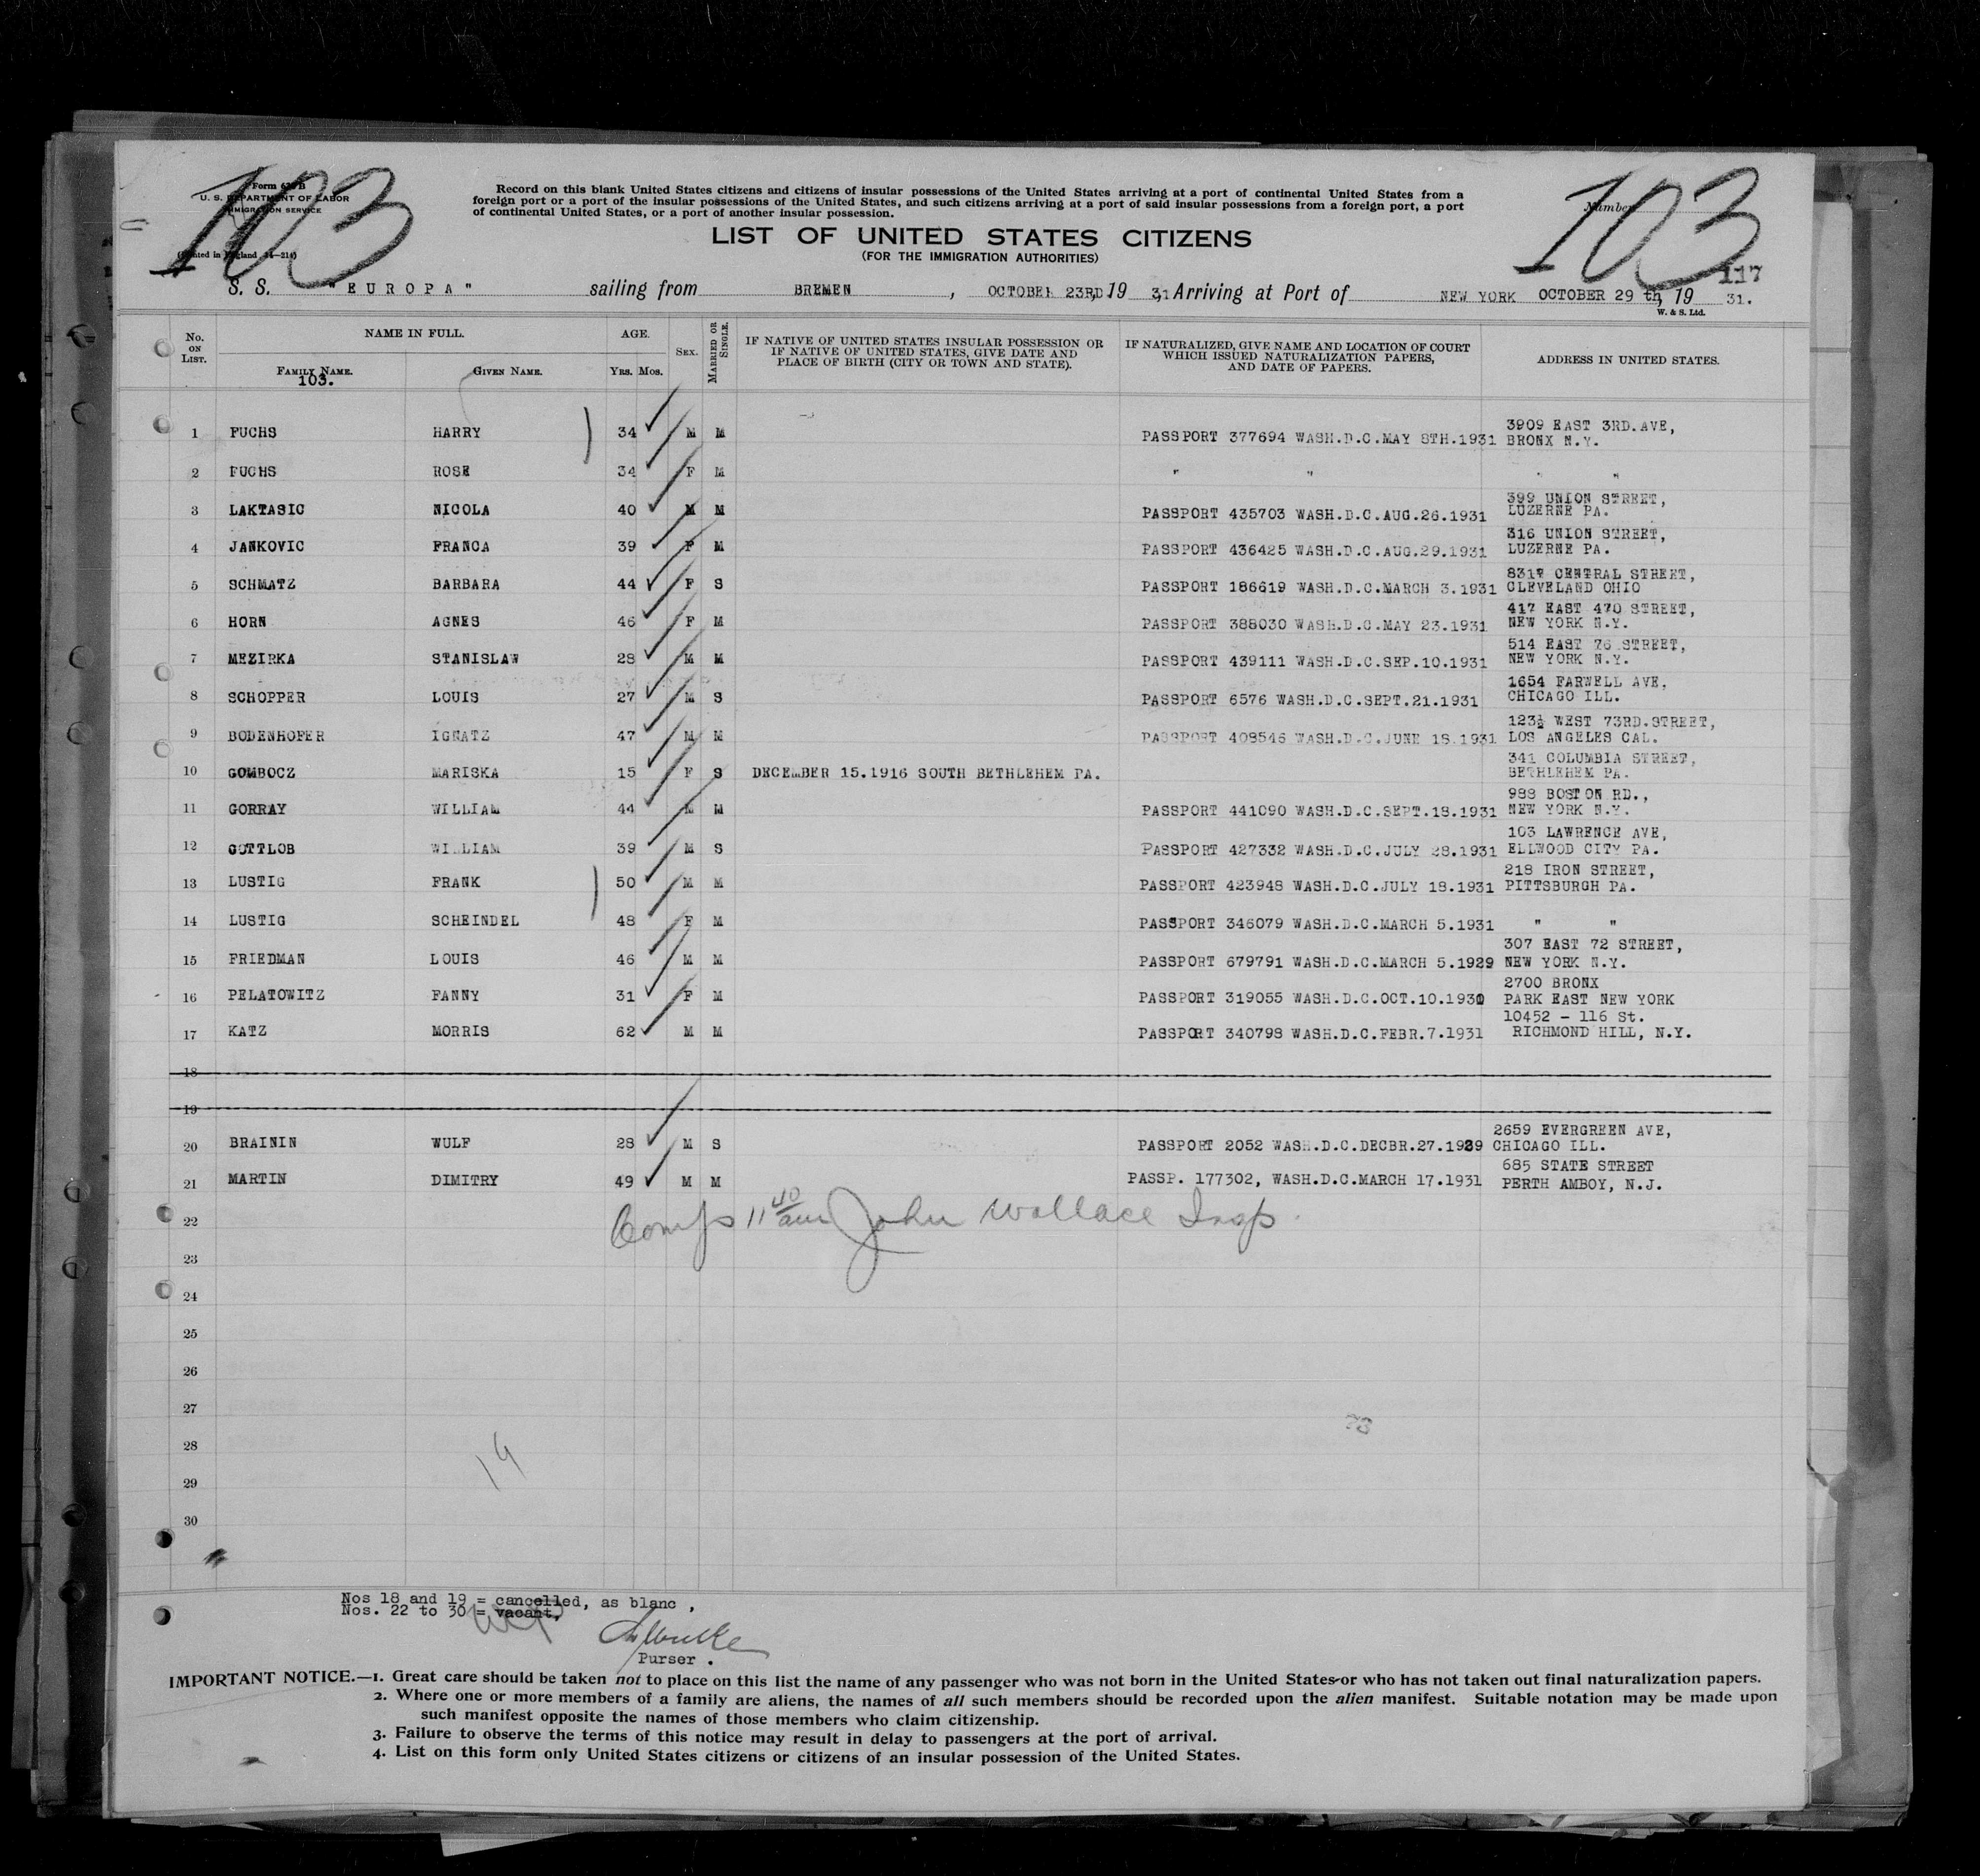 103 103
Form 630 B
U. S. DEPARTMENT OF LABOR
IMMIGRATION SERVICE
(Printed in England 14—214)
Number
Record on this blank United States citizens and citizens of insular possessions of the United States arriving at a port of continental United States from a
foreign port or a port of the insular possessions of the United States, and such citizens arriving at a port of said insular possessions from a foreign port, a port
of continental United States, or a port of another insular possession.
LIST OF UNITED STATES CITIZENS
(FOR THE IMMIGRATION AUTHORITIES)
117
S. S. "EUROPA" sailing from BREMEN, OCTOBER 23RD, 19 31, Arriving at Port of NEW YORK OCTOBER 29 th, 19 31.
W. & S. Ltd.
No. ON LIST. NAME IN FULL. AGE. SEX. MARRIED OR SINGLE. IF NATIVE OF UNITED STATES INSULAR POSSESSION OR IF NATIVE OF UNITED STATES, GIVE DATE AND PLACE OF BIRTH (CITY OR TOWN AND STATE). IF NATURALIZED, GIVE NAME AND LOCATION OF COURT WHICH ISSUED NATURALIZATION PAPERS, AND DATE OF PAPERS. ADDRESS IN UNITED STATES.
FAMILY NAME. GIVEN NAME. YRS. MOS.
103.
1 FUCHS HARRY 34 M M PASSPORT 377694 WASH.D.C.MAY 8TH.1931 3909 EAST 3RD.AVE, BRONX N.Y.
2 FUCHS ROSE 34 F M " " " "
3 LAKTASIC NICOLA 40 M M PASSPORT 435703 WASH.D.C.AUG.26.1931 399 UNION STREET, LUZERNE PA.
4 JANKOVIC FRANCA 39 F M PASSPORT 436425 WASH.D.C.AUG.29.1931 316 UNION STREET, LUZERNE PA.
5 SCHMATZ BARBARA 44 F S PASSPORT 186619 WASH.D.C.MARCH 3.1931 CENTRAL STREET, CLEVELAND OHIO
6 HORN AGNES 46 F M PASSPORT 388030 WASH.D.C.MAY 23.1931 417 EAST 470 STREET, NEW YORK N.Y.
7 MEZIRKA STANISLAW 28 M M PASSPORT 439111 WASH.D.C.SEP.10.1931 514 EAST 76 STREET, NEW YORK N.Y.
8 SCHOPPER LOUIS 27 M S PASSPORT 6576 WASH.D.C.SEPT.21.1931 1654 FARWELL AVE, CHICAGO ILL.
9 BODENHOFER IGNATZ 47 M M PASSPORT 408546 WASH.D.C.JUNE 18.1931 123½ WEST 73RD.STREET, LOS ANGELES CAL.
10 GOMBOCZ MARISKA 15 F S DECEMBER 15.1916 SOUTH BETHLEHEM PA. 341 COLUMBIA STREET, BETHLEHEM PA.
11 GORRAY WILLIAM 44 M M PASSPORT 441090 WASH.D.C.SEPT.18.1931 988 BOSTON RD., NEW YORK N.Y.
12 GOTTLOB WILLIAM 39 M S PASSPORT 427332 WASH.D.C.JULY 28.1931 103 LAWRENCE AVE, ELLWOOD CITY PA.
13 LUSTIG FRANK 50 M M PASSPORT 423948 WASH.D.C.JULY 18.1931 218 IRON STREET, PITTSBURGH PA.
14 LUSTIG SCHEINDEL 48 F M PASSPORT 346079 WASH.D.C.MARCH 5.1931 " "
15 FRIEDMAN LOUIS 46 M M PASSPORT 679791 WASH.D.C.MARCH 5.1929 307 EAST 72 STREET, NEW YORK N.Y.
16 PELATOWITZ FANNY 31 F M PASSPORT 319055 WASH.D.C.OCT.10.1930 2700 BRONX PARK EAST NEW YORK
17 KATZ MORRIS 62 M M PASSPORT 340798 WASH.D.C.FEBR.7.1931 10452 - 116 St. RICHMOND HILL, N.Y.
18
19
20 BRAININ WULF 28 M S PASSPORT 2052 WASH.D.C.DECBR.27.1929 2659 EVERGREEN AVE, CHICAGO ILL.
21 MARTIN DIMITRY 49 M M PASSP. 177302, WASH.D.C.MARCH 17.1931 685 STATE STREET PERTH AMBOY, N.J.
22 Comp 11 40 am John Wallace Insp.
23
24
25
26
27
28
29
30
19
Nos 18 and 19 = cancelled, as blanc ,
Nos. 22 to 30 = vacant,
Purser .
IMPORTANT NOTICE.—1. Great care should be taken not to place on this list the name of any passenger who was not born in the United States or who has not taken out final naturalization papers.
2. Where one or more members of a family are aliens, the names of all such members should be recorded upon the alien manifest. Suitable notation may be made upon
such manifest opposite the names of those members who claim citizenship.
3. Failure to observe the terms of this notice may result in delay to passengers at the port of arrival.
4. List on this form only United States citizens or citizens of an insular possession of the United States.